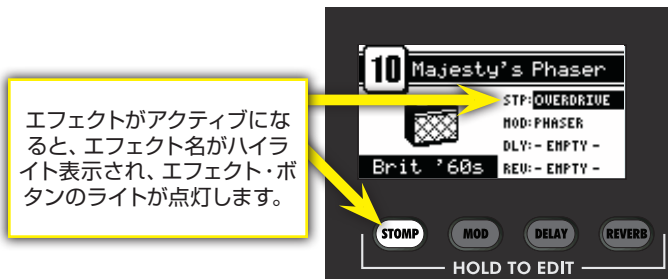 エフェクトがアクティブにな
ると、エフェクト名がハイラ
イト表示され、エフェクト・ボ
タンのライトが点灯します。
10 Majesty's Phaser
STP:OVERDRIVE
MOD:PHASER
DLY:- EMPTY -
Brit '60s REV:- EMPTY -
STOMP MOD DELAY REVERB
HOLD TO EDIT